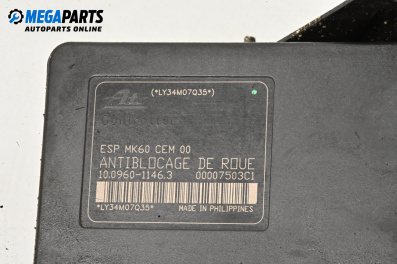 MEGAPARTS
AUTOPARTS ONLINE
(*LY34M07Q35*)
ESP MK60 CEM 00
ANTIBLOCAGE DE ROUE
10.0960-1146.3 00007503C1
*LY34M07Q35* MADE IN PHILIPPINES